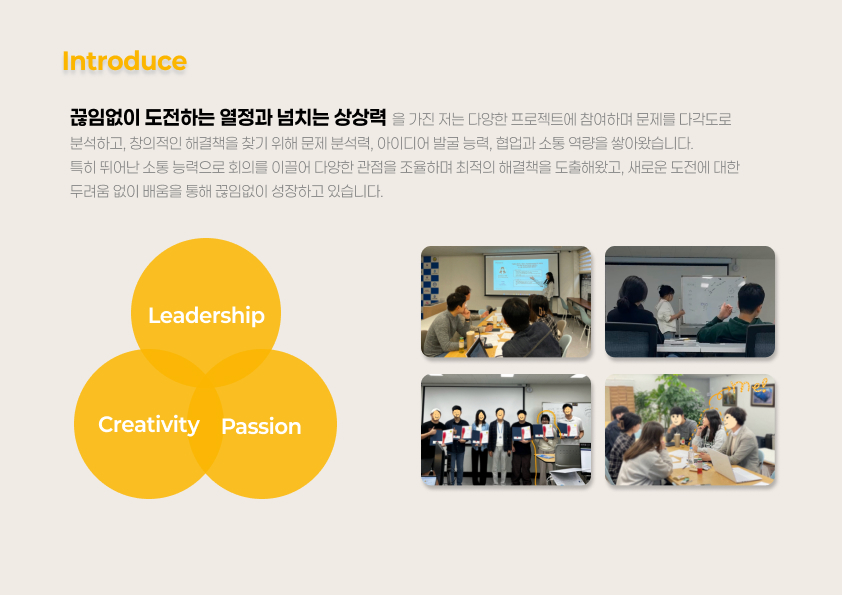 Introduce
끊임없이 도전하는 열정과 넘치는 상상력 을 가진 저는 다양한 프로젝트에 참여하며 문제를 다각도로
분석하고, 창의적인 해결책을 찾기 위해 문제 분석력, 아이디어 발굴 능력, 협업과 소통 역량을 쌓아왔습니다.
특히 뛰어난 소통 능력으로 회의를 이끌어 다양한 관점을 조율하며 최적의 해결책을 도출해왔고, 새로운 도전에 대한
두려움 없이 배움을 통해 끊임없이 성장하고 있습니다.
Leadership
Creativity
Passion
me!